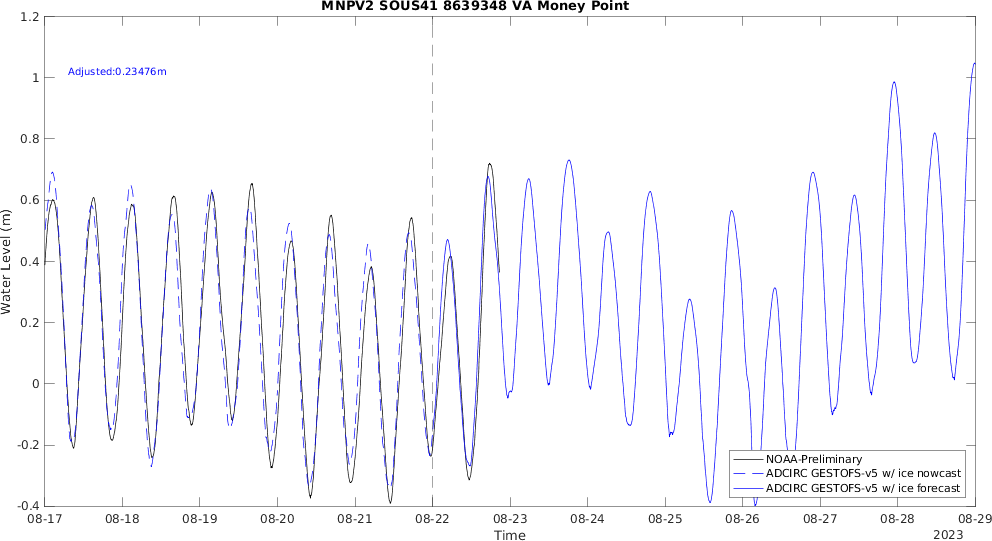 MNPV2 SOUS41 8639348 VA Money Point
1.2
1
0.8
0.6
0.4
0.2
0
-0.2
-0.4
Water Level (m)
Adjusted:0.23476m
NOAA-Preliminary
ADCIRC GESTOFS-v5 w/ ice nowcast
ADCIRC GESTOFS-v5 w/ ice forecast
08-17 08-18 08-19 08-20 08-21 08-22 08-23 08-24 08-25 08-26 08-27 08-28 08-29
Time
2023